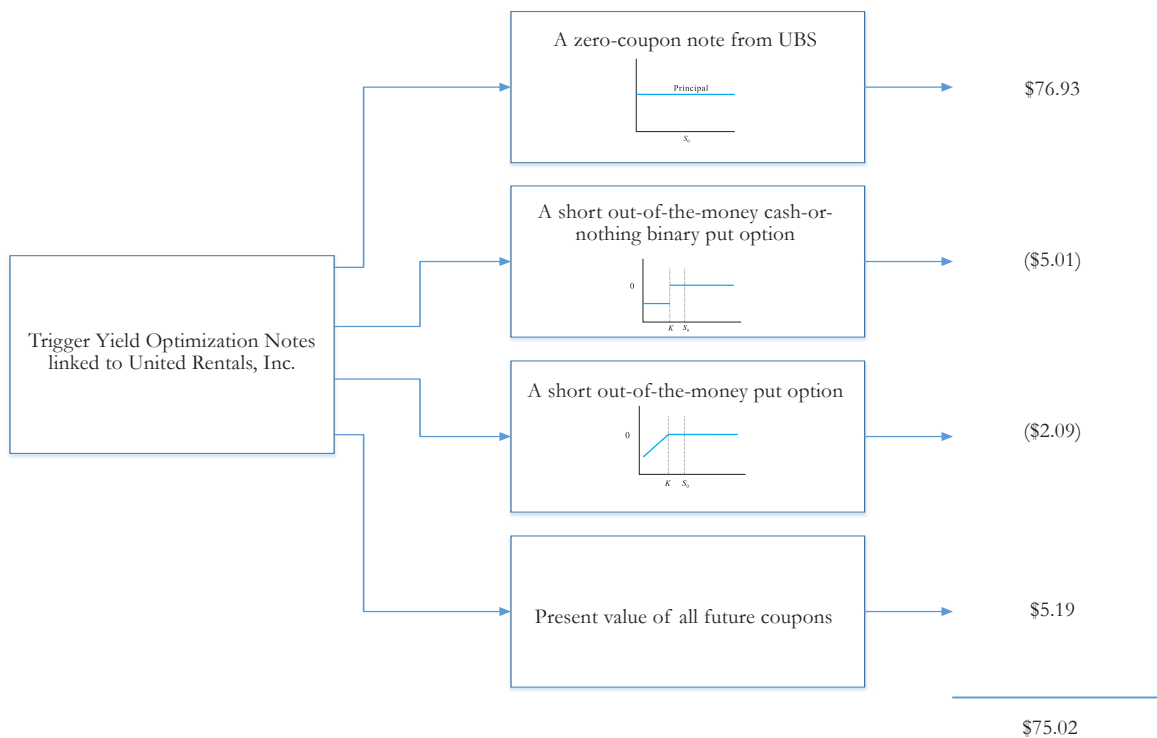 A zero-coupon note from UBS
Principal
S₀
$76.93
A short out-of-the-money cash-or-
nothing binary put option
0
K S₀
($5.01)
Trigger Yield Optimization Notes
linked to United Rentals, Inc.
A short out-of-the-money put option
0
K S₀
($2.09)
Present value of all future coupons
$5.19
$75.02